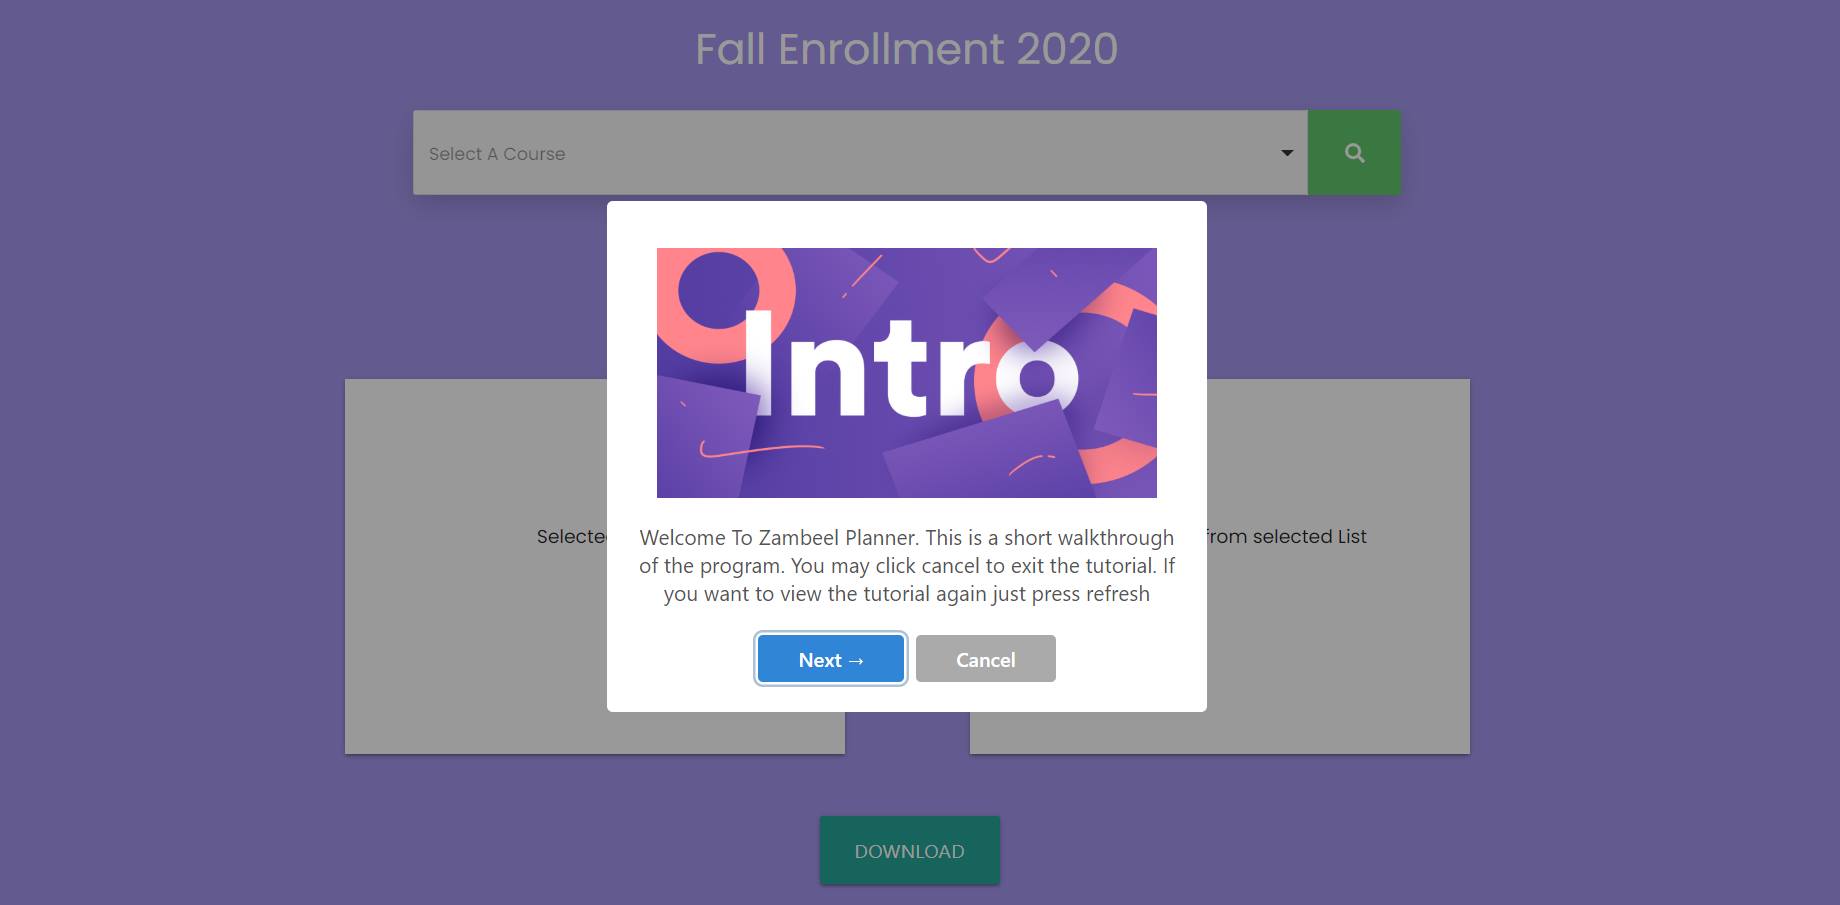 Fall Enrollment 2020
Select A Course
Intro
Welcome To Zambeel Planner. This is a short walkthrough
of the program. You may click cancel to exit the tutorial. If
you want to view the tutorial again just press refresh
selected List
Next →
Cancel
DOWNLOAD